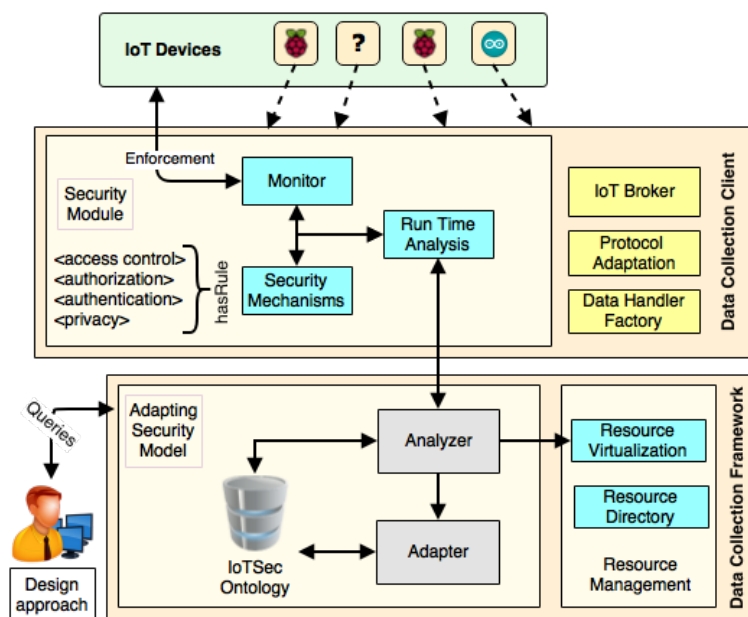 IoT Devices
?
Enforcement
Monitor
Security
Module
Run Time
Analysis
<access control>
<authorization>
<authentication>
<privacy>
hasRule
Security
Mechanisms
IoT Broker
Protocol
Adaptation
Data Handler
Factory
Data Collection Client
Queries
Adapting
Security
Model
Analyzer
Resource
Virtualization
Resource
Directory
Adapter
IoTSec
Ontology
Resource
Management
Data Collection Framework
Design
approach